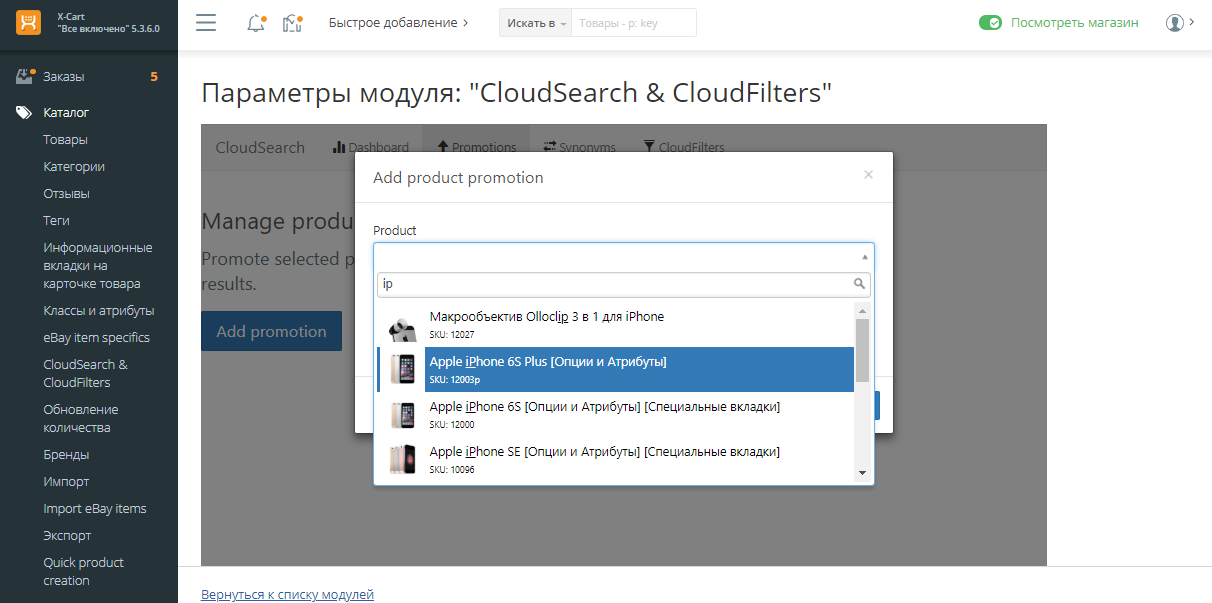 X-Cart
"Все включено" 5.3.6.0
Быстрое добавление
Искать в
Товары - p: key
Посмотреть магазин
Заказы 5
Каталог
Товары
Категории
Отзывы
Теги
Информационные
вкладки на
карточке товара
Классы и атрибуты
eBay item specifics
CloudSearch &
CloudFilters
Обновление
количества
Бренды
Импорт
Import eBay items
Экспорт
Quick product
creation
Параметры модуля: "CloudSearch & CloudFilters"
CloudSearch Dashboard Promotions Synonyms CloudFilters
Manage produ
Promote selected p
results.
Add promotion
Add product promotion ×
Product
ip
Макрообъектив Olloclip 3 в 1 для iPhone
SKU: 12027
Apple iPhone 6S Plus [Опции и Атрибуты]
SKU: 12003p
Apple iPhone 6S [Опции и Атрибуты] [Специальные вкладки]
SKU: 12000
Apple iPhone SE [Опции и Атрибуты] [Специальные вкладки]
SKU: 10096
Вернуться к списку модулей